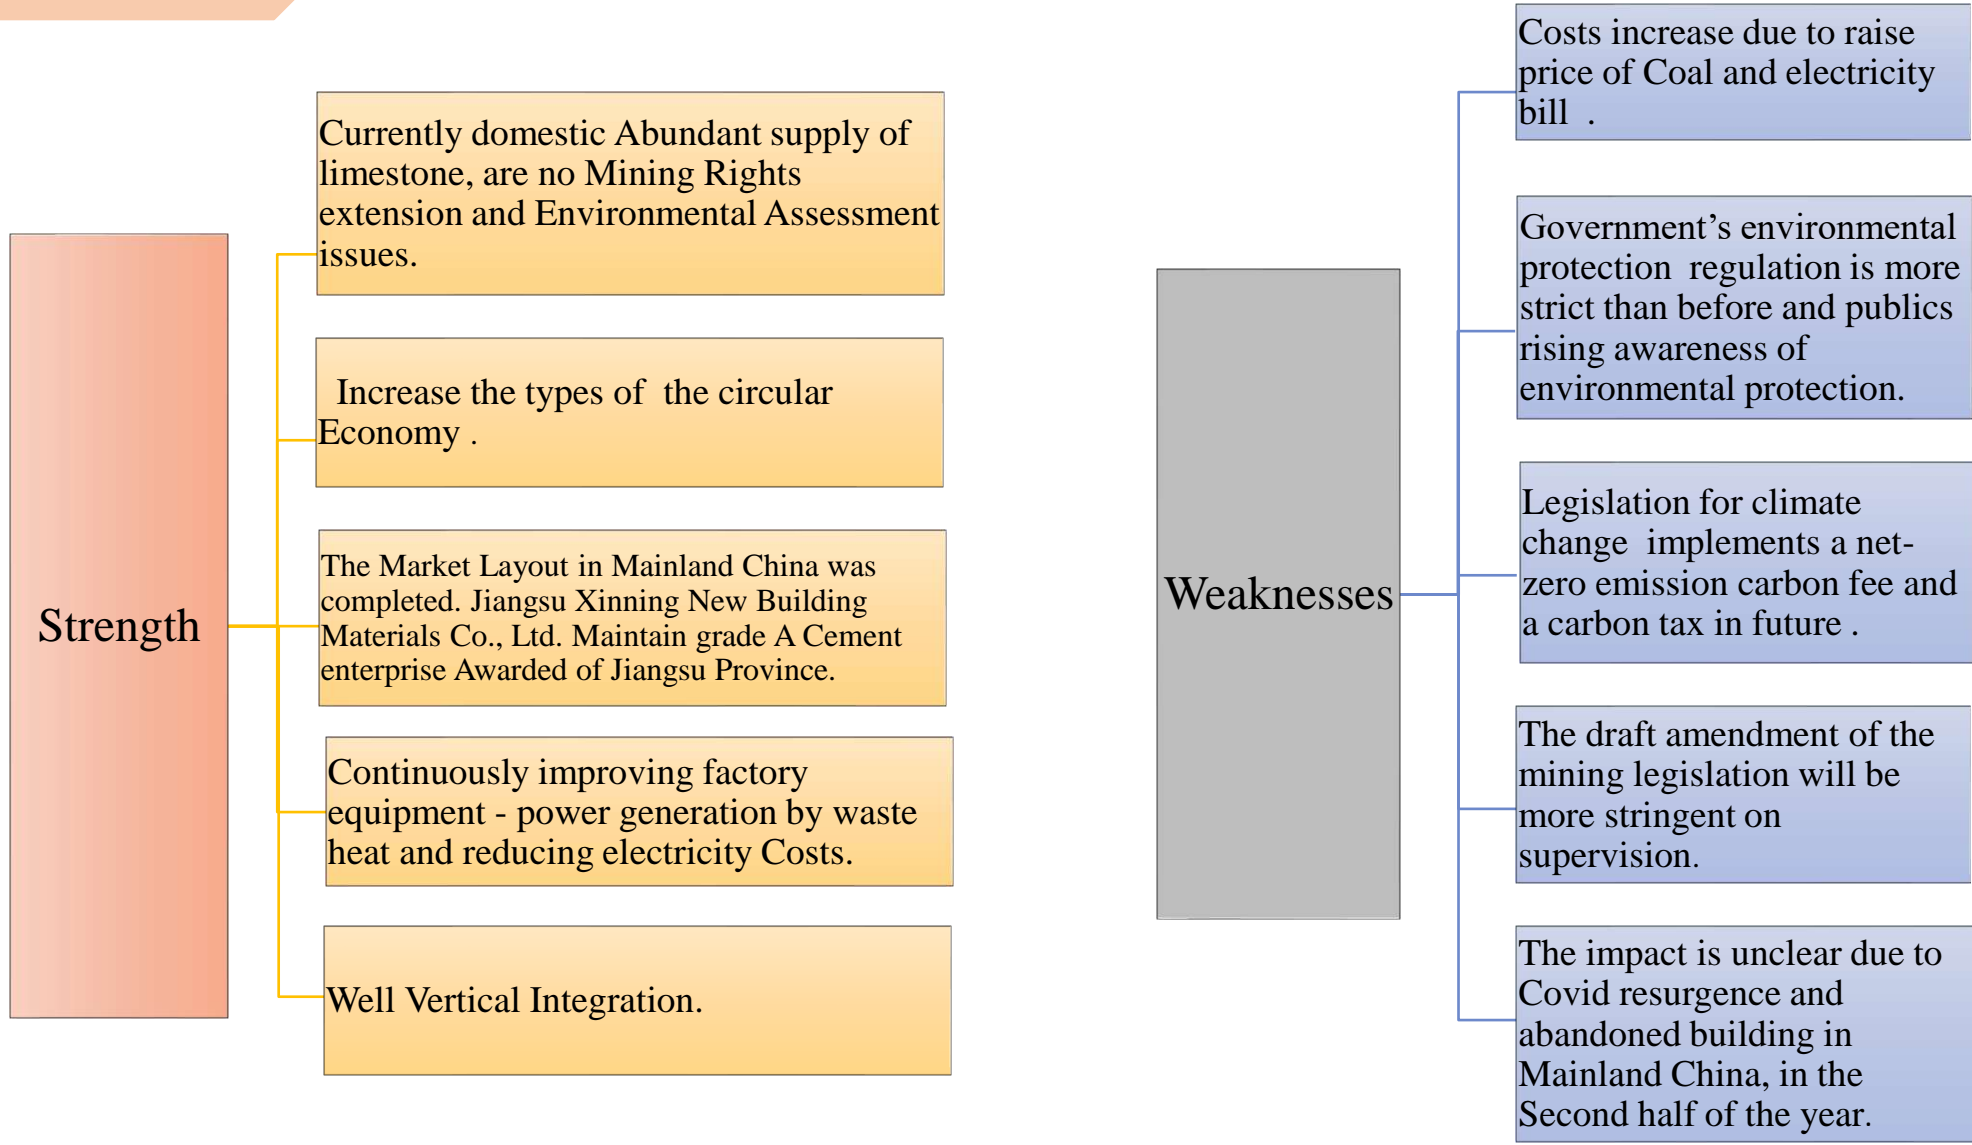 Strength
Currently domestic Abundant supply of
limestone, are no Mining Rights
extension and Environmental Assessment
issues.
Increase the types of the circular
Economy .
The Market Layout in Mainland China was
completed. Jiangsu Xinning New Building
Materials Co., Ltd. Maintain grade A Cement
enterprise Awarded of Jiangsu Province.
Continuously improving factory
equipment - power generation by waste
heat and reducing electricity Costs.
Well Vertical Integration.
Weaknesses
Costs increase due to raise
price of Coal and electricity
bill .
Government’s environmental
protection regulation is more
strict than before and publics
rising awareness of
environmental protection.
Legislation for climate
change implements a net-
zero emission carbon fee and
a carbon tax in future .
The draft amendment of the
mining legislation will be
more stringent on
supervision.
The impact is unclear due to
Covid resurgence and
abandoned building in
Mainland China, in the
Second half of the year.